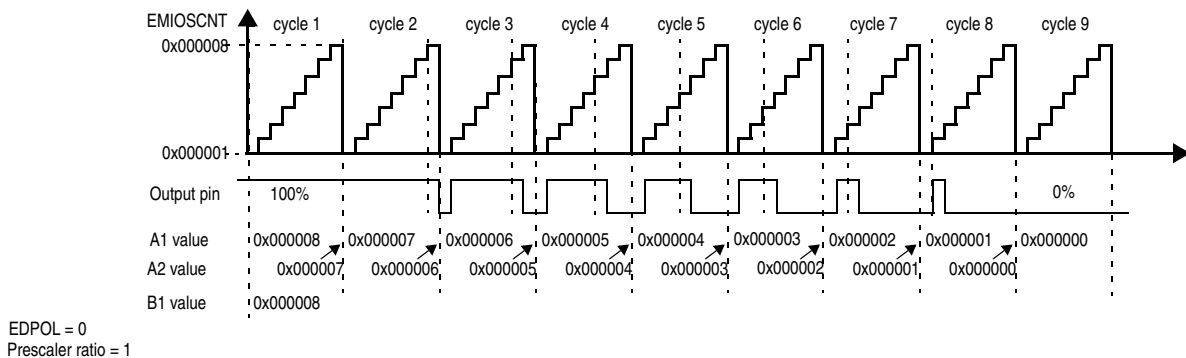 EMIOSCNT cycle 1 cycle 2 cycle 3 cycle 4 cycle 5 cycle 6 cycle 7 cycle 8 cycle 9
0x000008
0x000001
Output pin 100% 0%
A1 value 0x000008 0x000007 0x000006 0x000005 0x000004 0x000003 0x000002 0x000001 0x000000
A2 value 0x000007 0x000006 0x000005 0x000004 0x000003 0x000002 0x000001 0x000000
B1 value 0x000008
EDPOL = 0
Prescaler ratio = 1